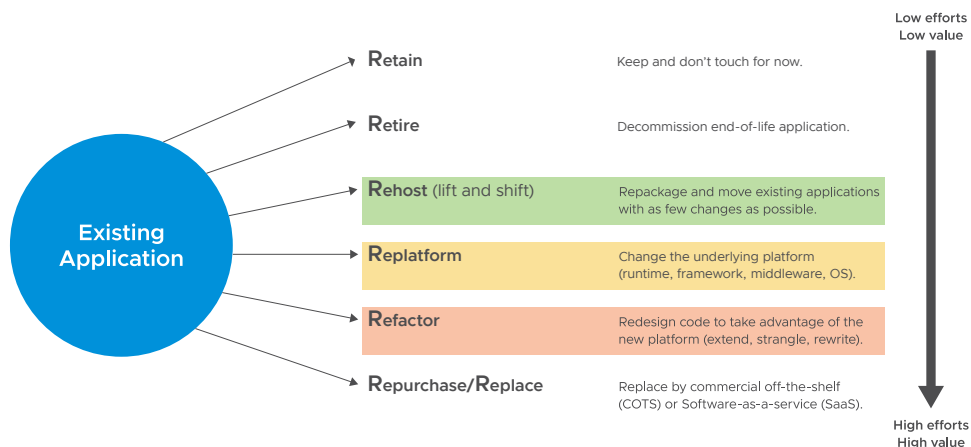 Low efforts
Low value
Retain
Keep and don't touch for now.
Retire
Decommission end-of-life application.
Rehost (lift and shift)
Repackage and move existing applications
with as few changes as possible.
Existing
Application
Replatform
Change the underlying platform
(runtime, framework, middleware, OS).
Refactor
Redesign code to take advantage of the
new platform (extend, strangle, rewrite).
Repurchase/Replace
Replace by commercial off-the-shelf
(COTS) or Software-as-a-service (SaaS).
High efforts
High value